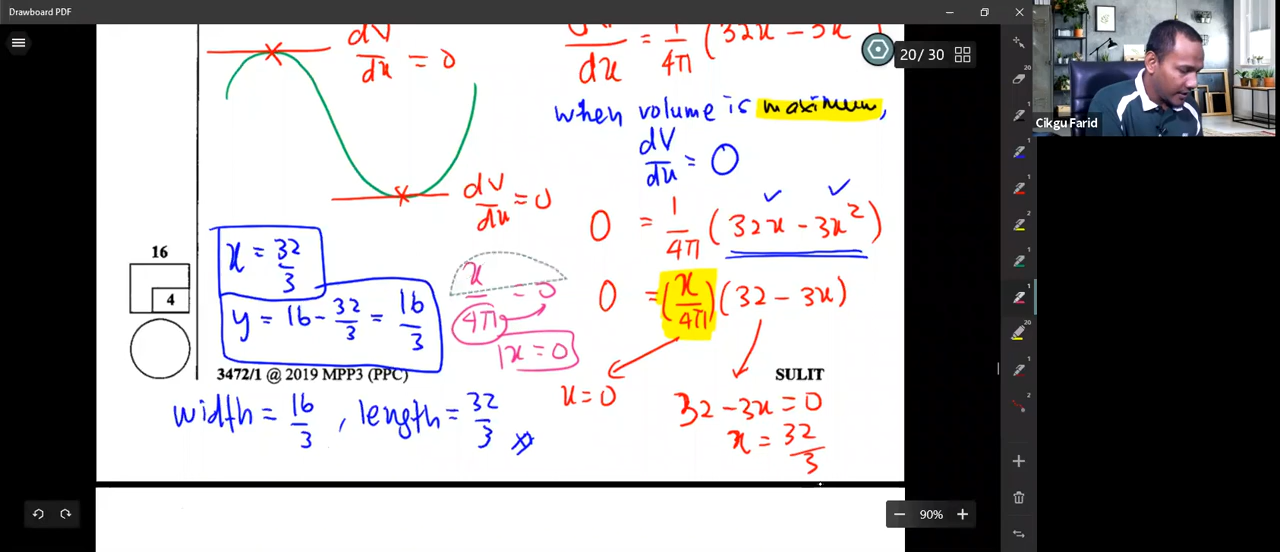 Drawboard PDF
20 / 30
Cikgu Farid
dV/dx = 0
dV/dx = 1/4π (32x - 3x
when volume is maximum,
dV/dx = 0
dV/dx = 0
0 = 1/4π (32x - 3x²)
16
4
x = 32/3
y = 16 - 32/3 = 16/3
x/4π = 0
x = 0
0 = (x/4π)(32 - 3x)
3472/1 @ 2019 MPP3 (PPC)
SULIT
x = 0
32 - 3x = 0
x = 32/3
width = 16/3 , length = 32/3
90%